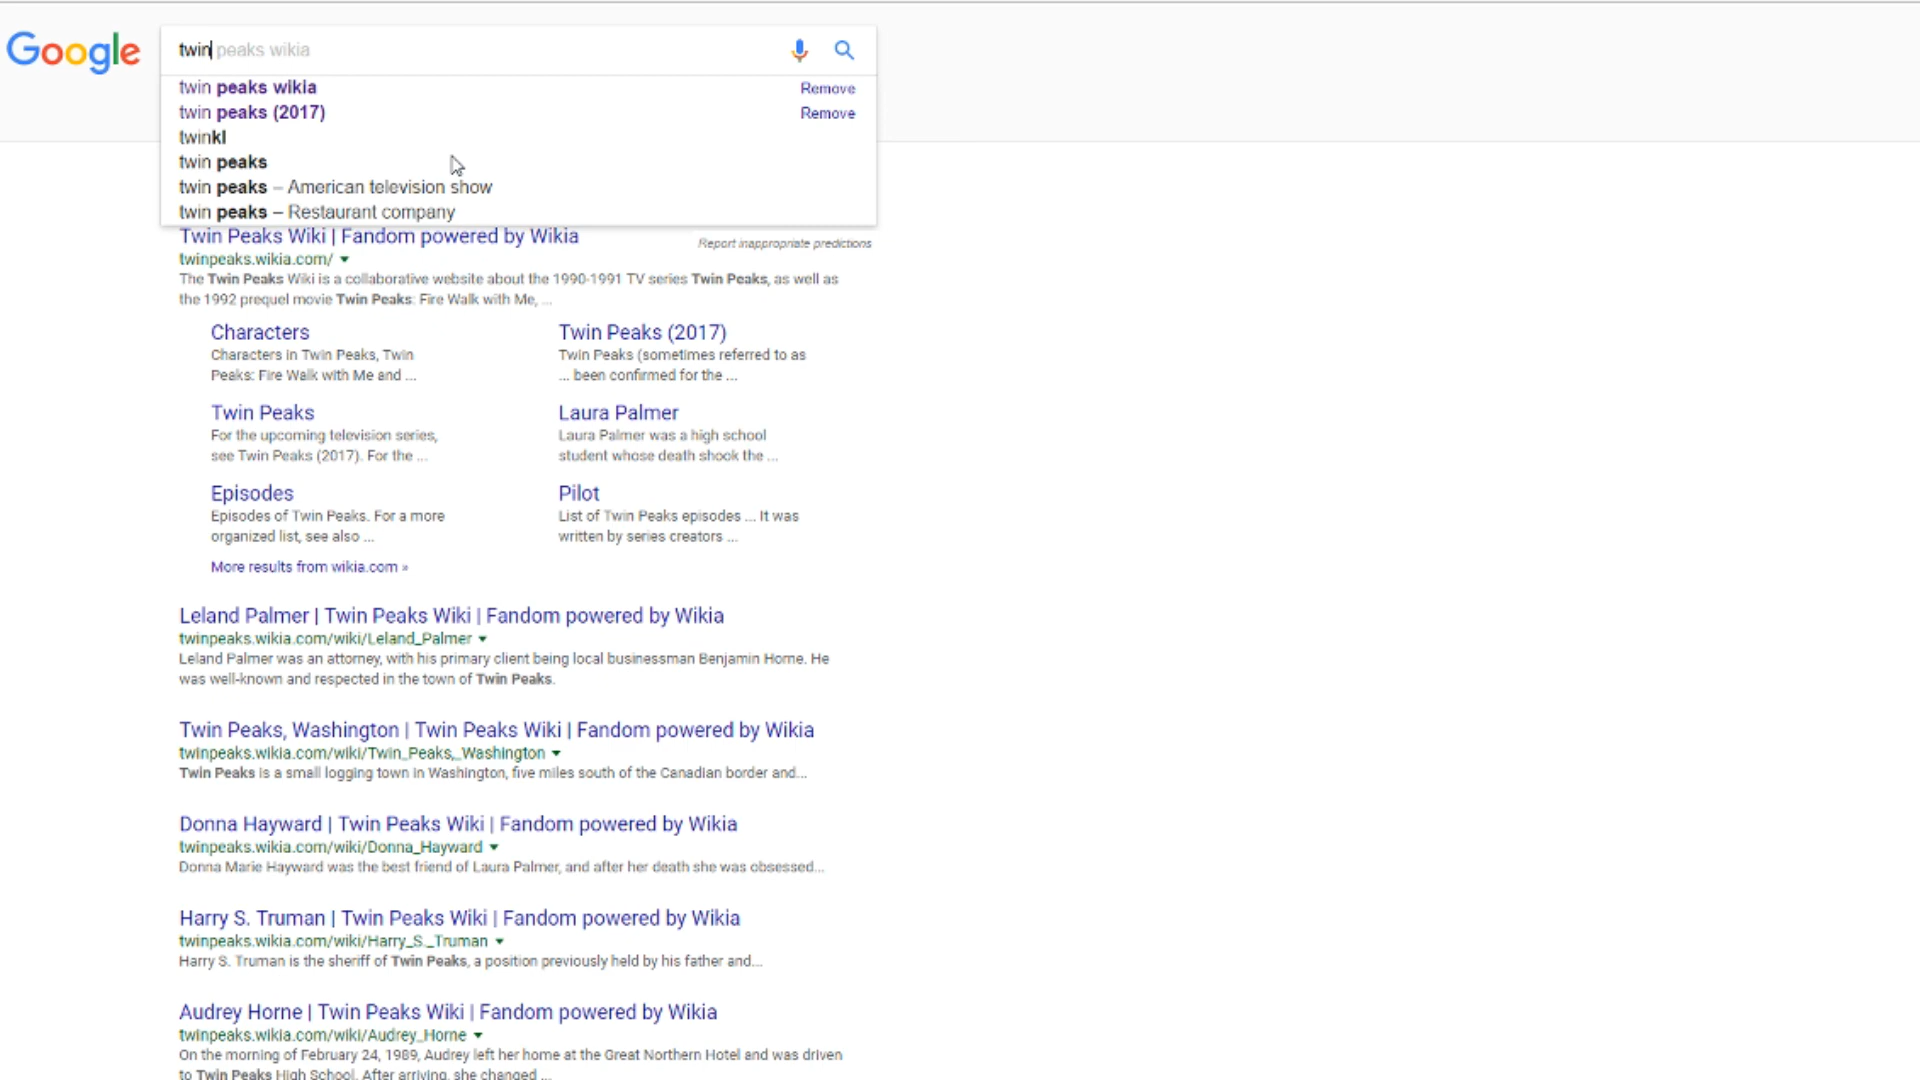 Google
twin peaks wikia
twin peaks wikia Remove
twin peaks (2017) Remove
twinkl
twin peaks
twin peaks – American television show
twin peaks – Restaurant company
Twin Peaks Wiki | Fandom powered by Wikia
Report inappropriate predictions
twinpeaks.wikia.com/
The Twin Peaks Wiki is a collaborative website about the 1990-1991 TV series Twin Peaks, as well as
the 1992 prequel movie Twin Peaks: Fire Walk with Me, ...
Characters
Characters in Twin Peaks, Twin
Peaks: Fire Walk with Me and ...
Twin Peaks (2017)
Twin Peaks (sometimes referred to as
... been confirmed for the ...
Twin Peaks
For the upcoming television series,
see Twin Peaks (2017). For the ...
Laura Palmer
Laura Palmer was a high school
student whose death shook the ...
Episodes
Episodes of Twin Peaks. For a more
organized list, see also ...
Pilot
List of Twin Peaks episodes ... It was
written by series creators ...
More results from wikia.com »
Leland Palmer | Twin Peaks Wiki | Fandom powered by Wikia
twinpeaks.wikia.com/wiki/Leland_Palmer
Leland Palmer was an attorney, with his primary client being local businessman Benjamin Horne. He
was well-known and respected in the town of Twin Peaks.
Twin Peaks, Washington | Twin Peaks Wiki | Fandom powered by Wikia
twinpeaks.wikia.com/wiki/Twin_Peaks,_Washington
Twin Peaks is a small logging town in Washington, five miles south of the Canadian border and...
Donna Hayward | Twin Peaks Wiki | Fandom powered by Wikia
twinpeaks.wikia.com/wiki/Donna_Hayward
Donna Marie Hayward was the best friend of Laura Palmer, and after her death she was obsessed...
Harry S. Truman | Twin Peaks Wiki | Fandom powered by Wikia
twinpeaks.wikia.com/wiki/Harry_S._Truman
Harry S. Truman is the sheriff of Twin Peaks, a position previously held by his father and...
Audrey Horne | Twin Peaks Wiki | Fandom powered by Wikia
twinpeaks.wikia.com/wiki/Audrey_Horne
On the morning of February 24, 1989, Audrey left her home at the Great Northern Hotel and was driven
to Twin Peaks High School. After arriving, she changed ...